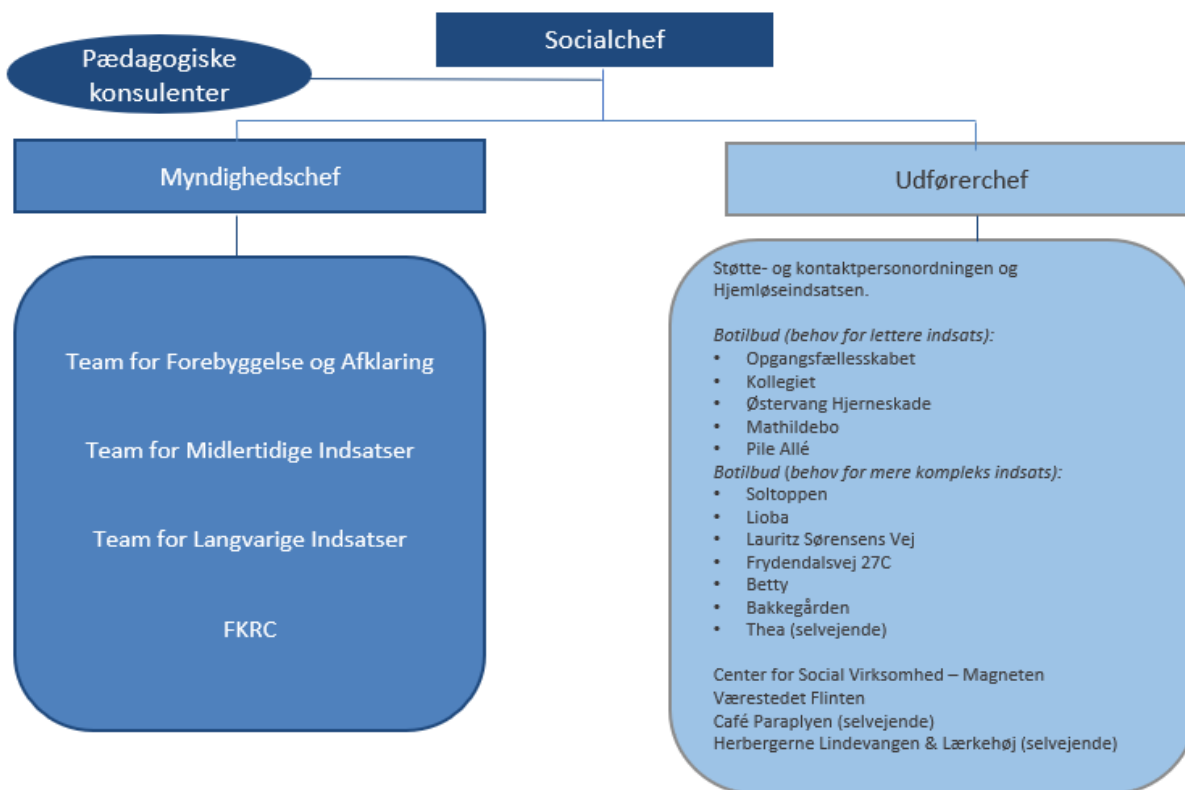 Socialchef
Pædagogiske
konsulenter
Myndighedschef
Udførerchef
Team for Forebyggelse og Afklaring
Team for Midlertidige Indsatser
Team for Langvarige Indsatser
FKRC
Støtte- og kontaktpersonordningen og
Hjemløseindsatsen.
Botilbud (behov for lettere indsats):
• Opgangsfællesskabet
• Kollegiet
• Østervang Hjerneskade
• Mathildebo
• Pile Allé
Botilbud (behov for mere kompleks indsats):
• Soltoppen
• Lioba
• Lauritz Sørensens Vej
• Frydendalsvej 27C
• Betty
• Bakkegården
• Thea (selvejende)
Center for Social Virksomhed – Magneten
Værestedet Flinten
Café Paraplyen (selvejende)
Herbergerne Lindevangen & Lærkehøj (selvejende)